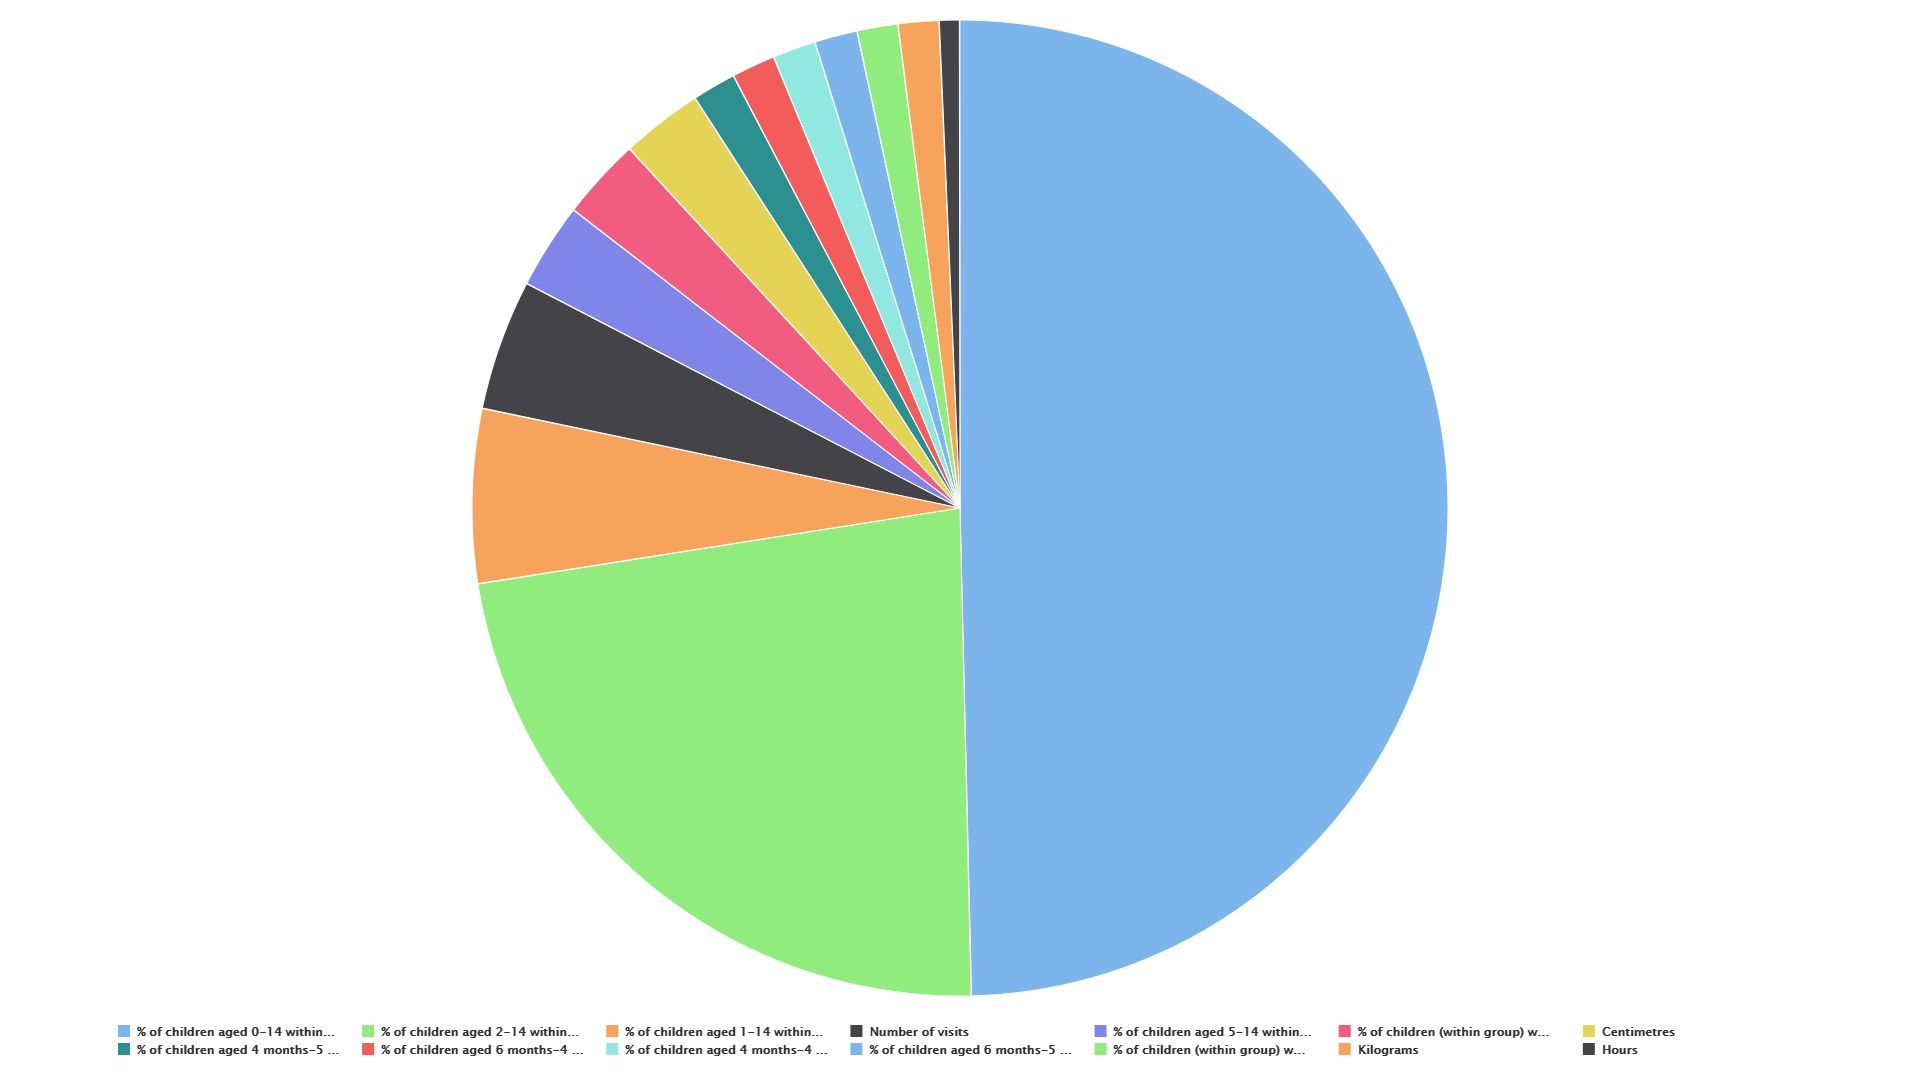 % of children aged 0-14 within... % of children aged 2-14 within... % of children aged 1-14 within... Number of visits % of children aged 5-14 within... % of children (within group) w... Centimetres
% of children aged 4 months-5 ... % of children aged 6 months-4 ... % of children aged 4 months-4 ... % of children aged 6 months-5 ... % of children (within group) w... Kilograms Hours